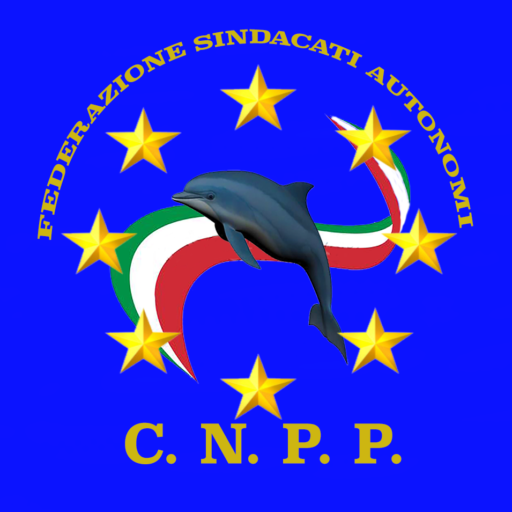 FEDERAZIONE SINDACATI AUTONOMI
C. N. P. P.